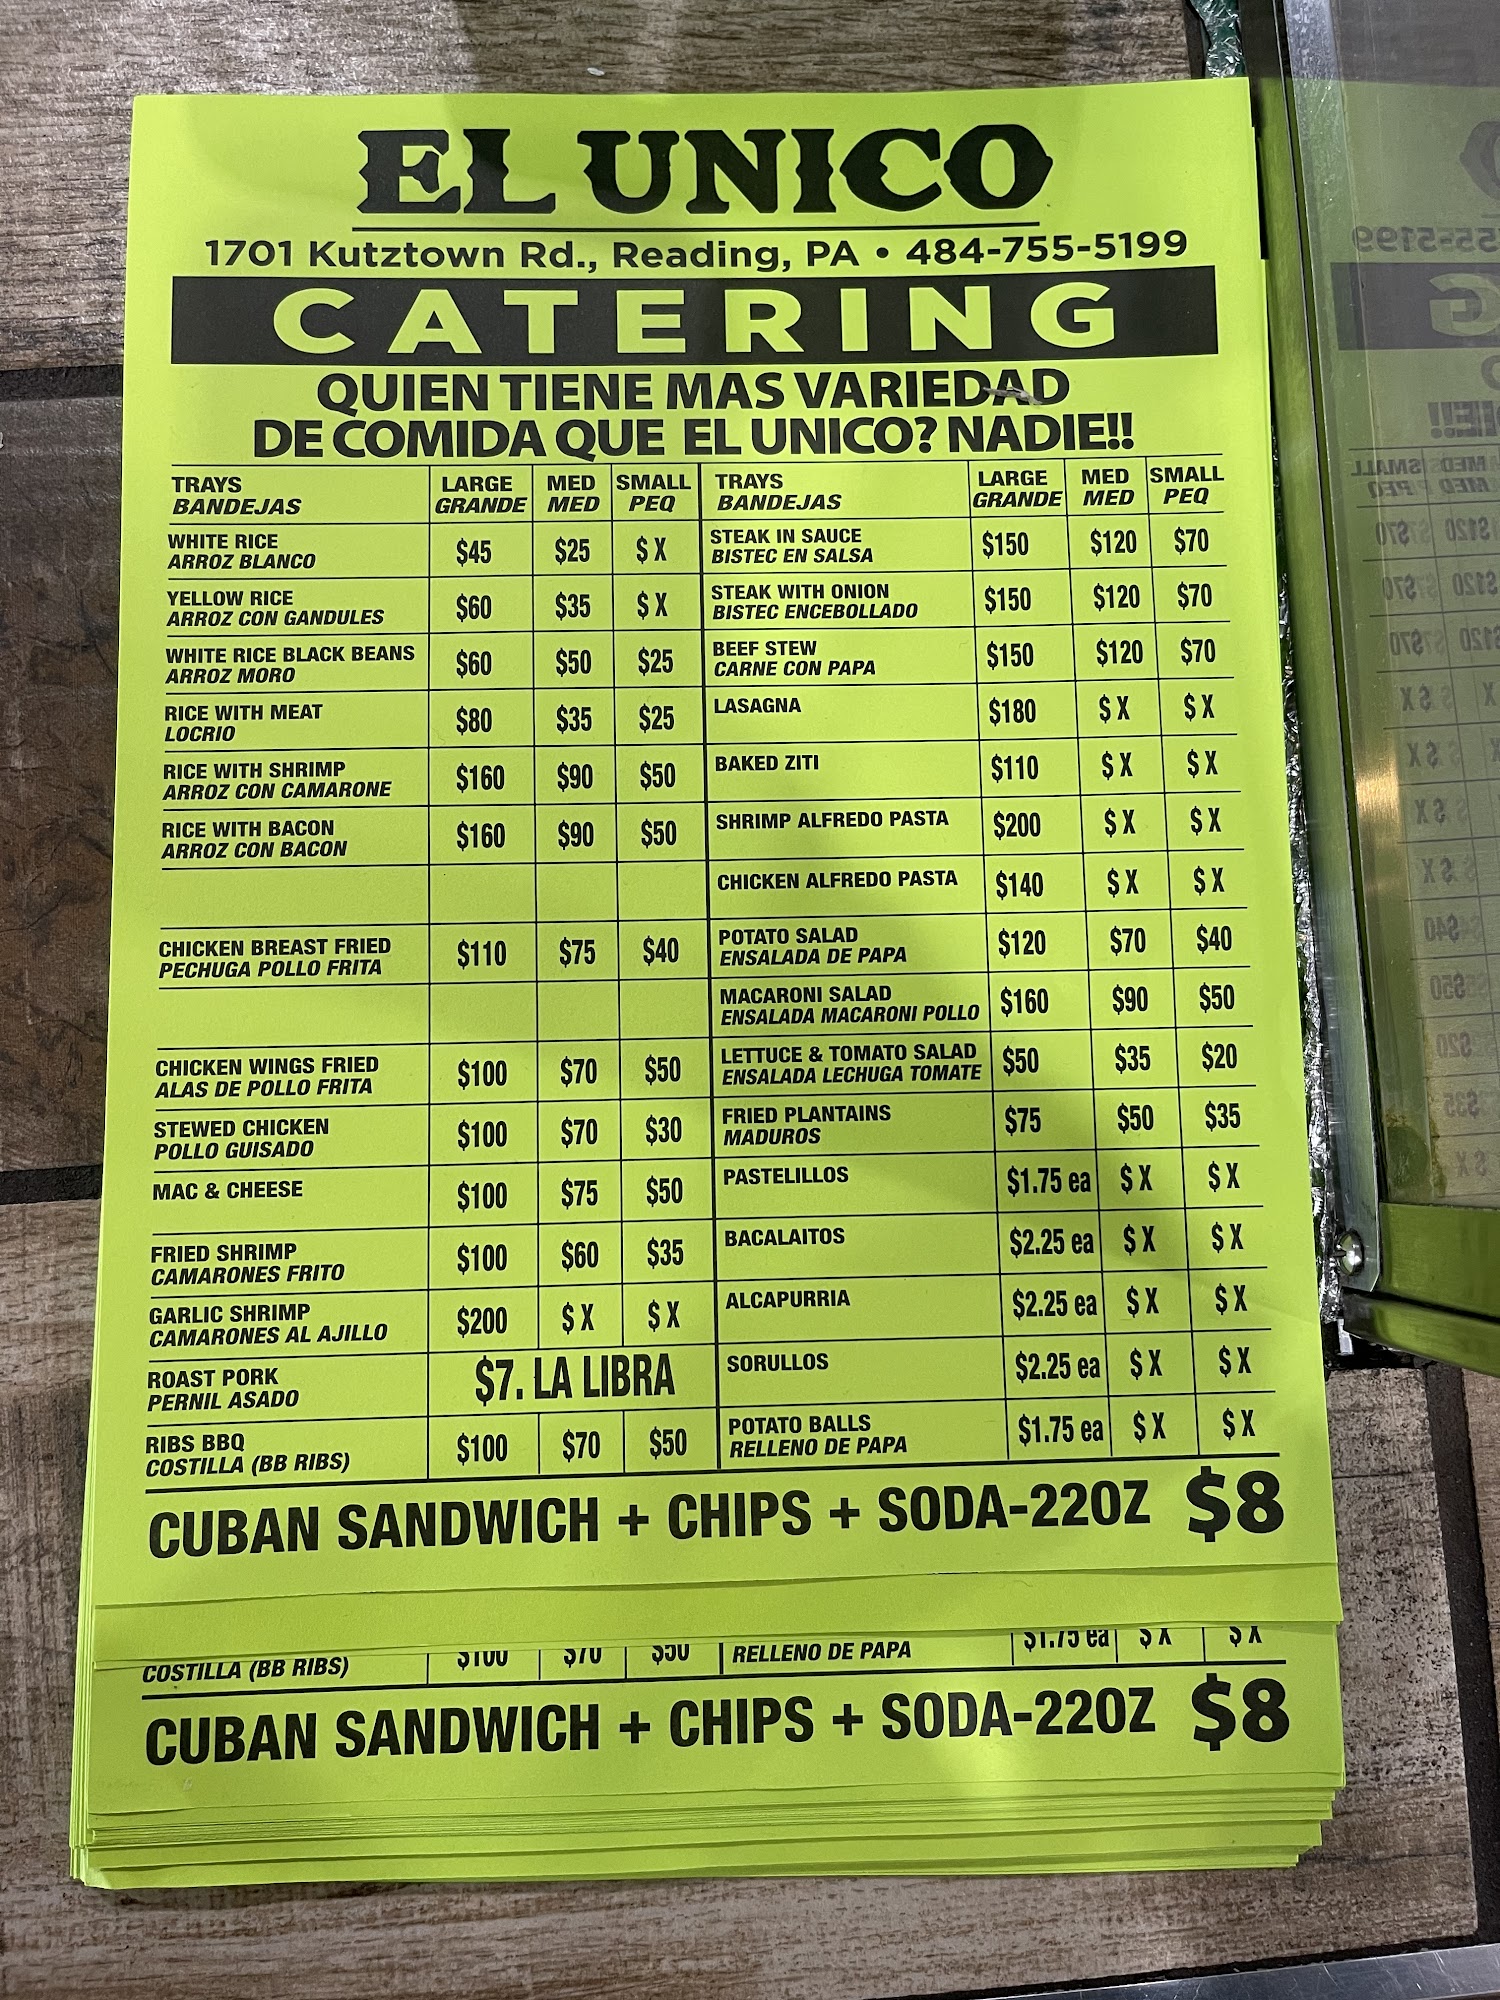 EL UNICO
1701 Kutztown Rd., Reading, PA • 484-755-5199
CATERING
QUIEN TIENE MAS VARIEDAD
DE COMIDA QUE EL UNICO? NADIE!!
TRAYS LARGE MED SMALL
BANDEJAS GRANDE MED PEQ
WHITE RICE
ARROZ BLANCO $45 $25 $ X
YELLOW RICE
ARROZ CON GANDULES $60 $35 $ X
WHITE RICE BLACK BEANS
ARROZ MORO $60 $50 $25
RICE WITH MEAT
LOCRIO $80 $35 $25
RICE WITH SHRIMP
ARROZ CON CAMARONE $160 $90 $50
RICE WITH BACON
ARROZ CON BACON $160 $90 $50
CHICKEN BREAST FRIED
PECHUGA POLLO FRITA $110 $75 $40
CHICKEN WINGS FRIED
ALAS DE POLLO FRITA $100 $70 $50
STEWED CHICKEN
POLLO GUISADO $100 $70 $30
MAC & CHEESE $100 $75 $50
FRIED SHRIMP
CAMARONES FRITO $100 $60 $35
GARLIC SHRIMP
CAMARONES AL AJILLO $200 $ X $ X
ROAST PORK
PERNIL ASADO $7. LA LIBRA
RIBS BBQ
COSTILLA (BB RIBS) $100 $70 $50
TRAYS LARGE MED SMALL
BANDEJAS GRANDE MED PEQ
STEAK IN SAUCE
BISTEC EN SALSA $150 $120 $70
STEAK WITH ONION
BISTEC ENCEBOLLADO $150 $120 $70
BEEF STEW
CARNE CON PAPA $150 $120 $70
LASAGNA $180 $ X $ X
BAKED ZITI $110 $ X $ X
SHRIMP ALFREDO PASTA $200 $ X $ X
CHICKEN ALFREDO PASTA $140 $ X $ X
POTATO SALAD
ENSALADA DE PAPA $120 $70 $40
MACARONI SALAD
ENSALADA MACARONI POLLO $160 $90 $50
LETTUCE & TOMATO SALAD
ENSALADA LECHUGA TOMATE $50 $35 $20
FRIED PLANTAINS
MADUROS $75 $50 $35
PASTELILLOS $1.75 ea $ X $ X
BACALAITOS $2.25 ea $ X $ X
ALCAPURRIA $2.25 ea $ X $ X
SORULLOS $2.25 ea $ X $ X
POTATO BALLS
RELLENO DE PAPA $1.75 ea $ X $ X
CUBAN SANDWICH + CHIPS + SODA-22OZ $8
COSTILLA (BB RIBS) $100 $70 $50 RELLENO DE PAPA $1.75 ea $ X $ X
CUBAN SANDWICH + CHIPS + SODA-22OZ $8